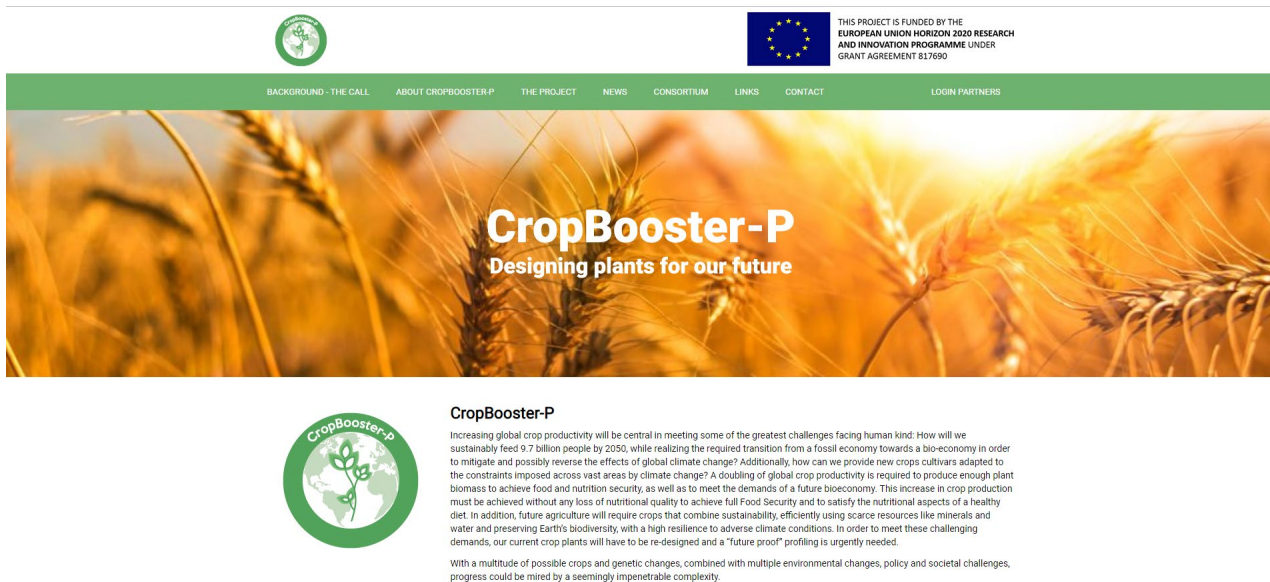 CropBooster-P
THIS PROJECT IS FUNDED BY THE
EUROPEAN UNION HORIZON 2020 RESEARCH
AND INNOVATION PROGRAMME UNDER
GRANT AGREEMENT 817690
BACKGROUND - THE CALL ABOUT CROPBOOSTER-P THE PROJECT NEWS CONSORTIUM LINKS CONTACT LOGIN PARTNERS
CropBooster-P
Designing plants for our future
CropBooster-P
CropBooster-P
Increasing global crop productivity will be central in meeting some of the greatest challenges facing human kind: How will we
sustainably feed 9.7 billion people by 2050, while realizing the required transition from a fossil economy towards a bio-economy in order
to mitigate and possibly reverse the effects of global climate change? Additionally, how can we provide new crops cultivars adapted to
the constraints imposed across vast areas by climate change? A doubling of global crop productivity is required to produce enough plant
biomass to achieve food and nutrition security, as well as to meet the demands of a future bioeconomy. This increase in crop production
must be achieved without any loss of nutritional quality to achieve full Food Security and to satisfy the nutritional aspects of a healthy
diet. In addition, future agriculture will require crops that combine sustainability, efficiently using scarce resources like minerals and
water and preserving Earth's biodiversity, with a high resilience to adverse climate conditions. In order to meet these challenging
demands, our current crop plants will have to be re-designed and a "future proof" profiling is urgently needed.
With a multitude of possible crops and genetic changes, combined with multiple environmental changes, policy and societal challenges,
progress could be mired by a seemingly impenetrable complexity.